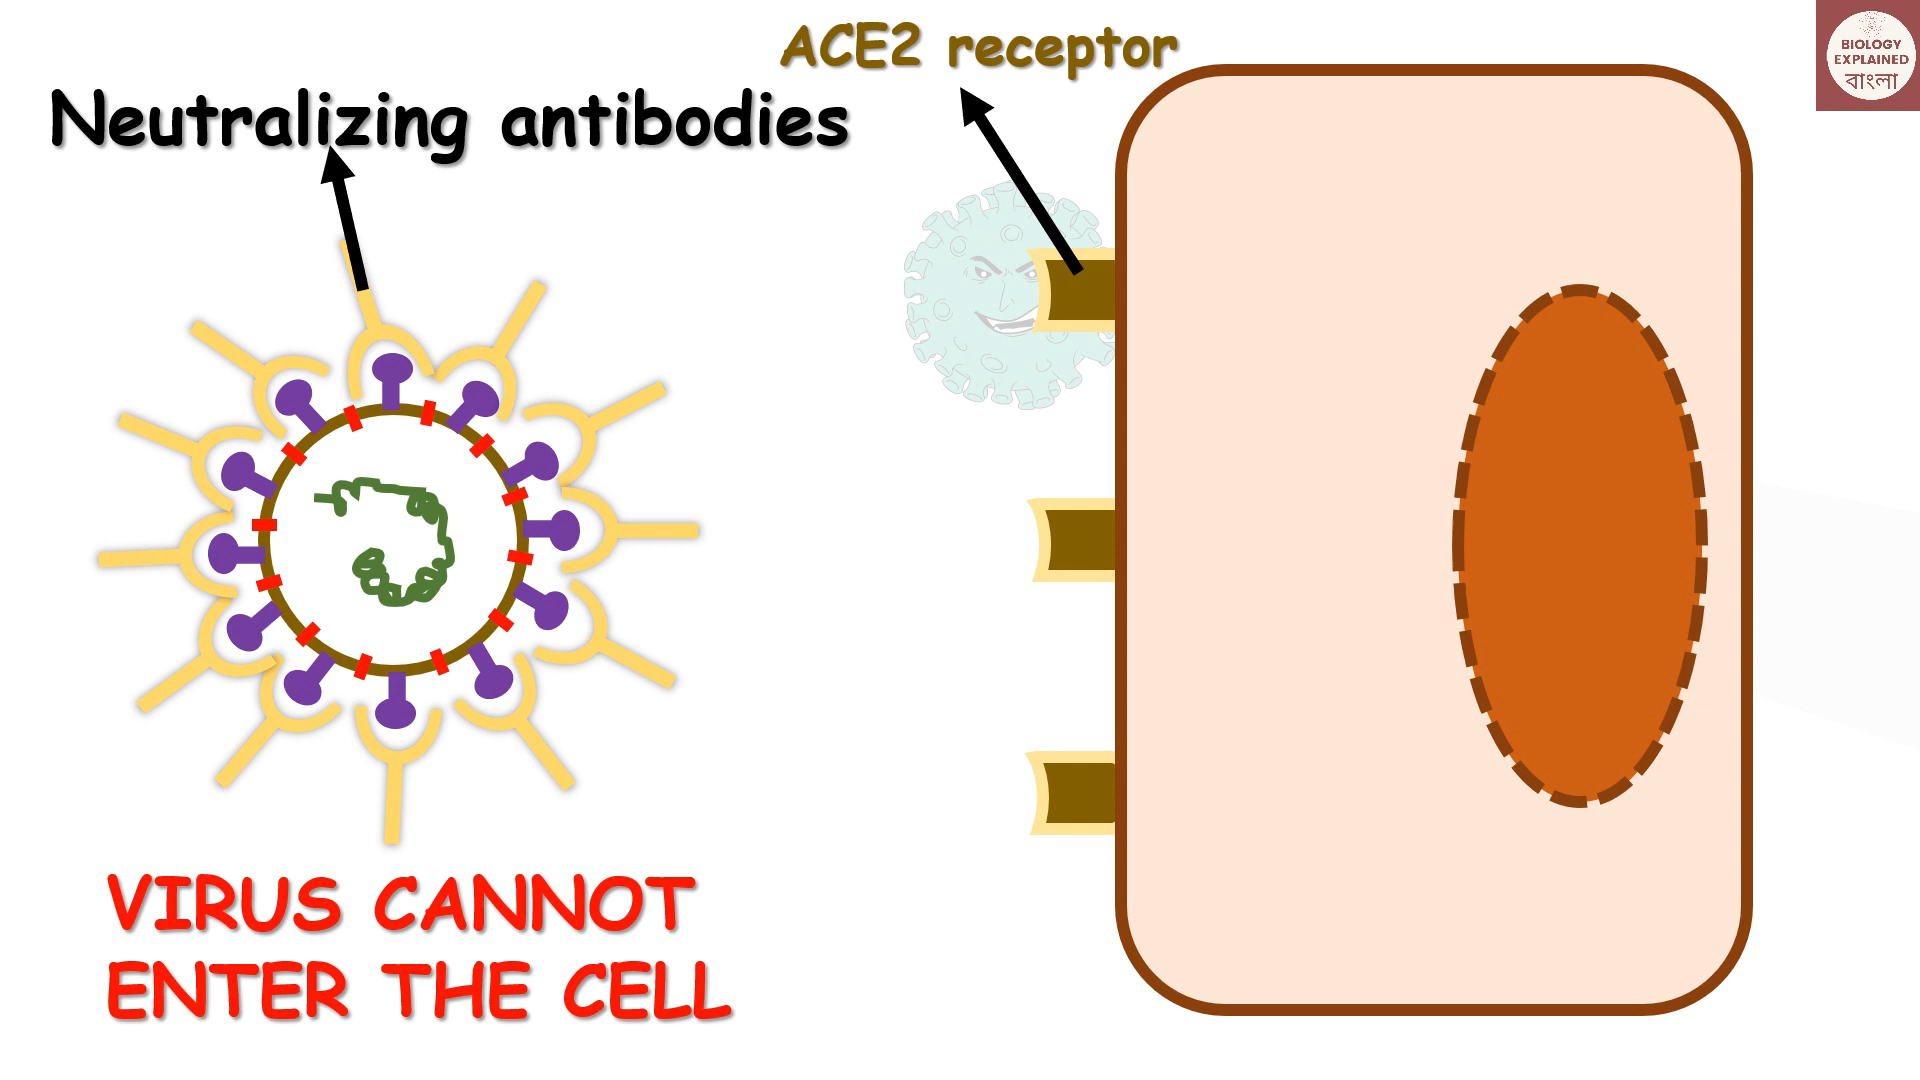 ACE2 receptor
Neutralizing antibodies
VIRUS CANNOT
ENTER THE CELL
BIOLOGY
EXPLAINED
বাংলা